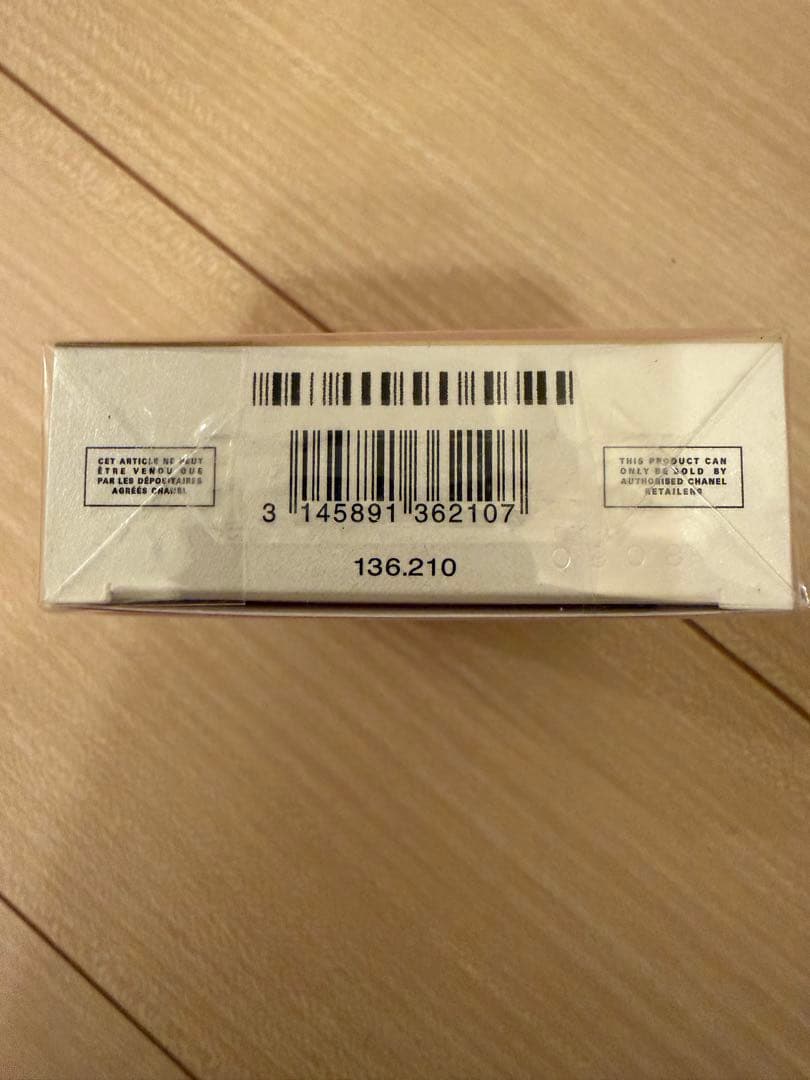 CET ARTICLE NE PEUT
ÊTRE VENDU QUE
PAR LES DÉPOSITAIRES
AGRÉÉS CHANEL
3 145891 362107
136.210
THIS PRODUCT CAN
ONLY BE SOLD BY
AUTHORISED CHANEL
RETAILERS